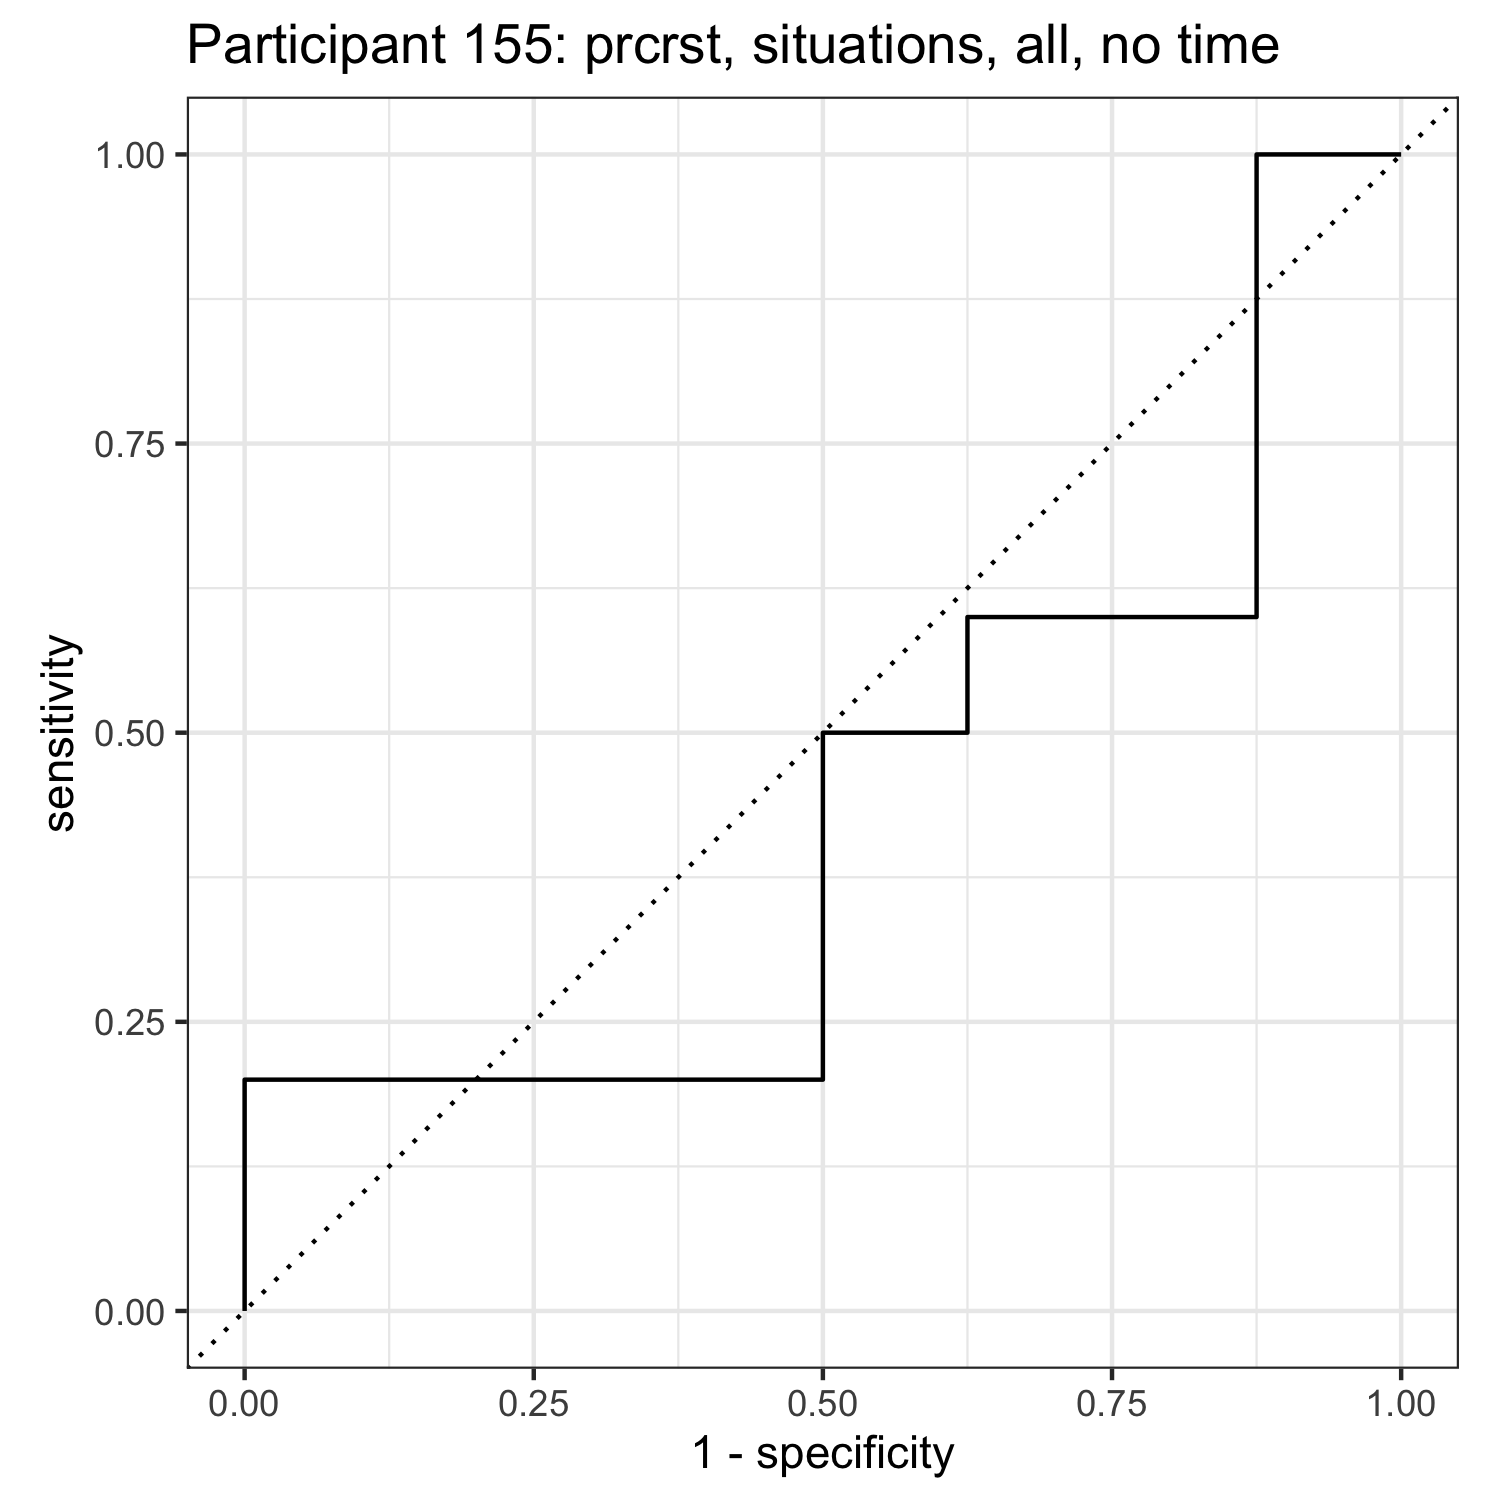 Participant 155: prcrst, situations, all, no time
1.00
0.75
0.50
0.25
0.00
sensitivity
0.00 0.25 0.50 0.75 1.00
1 - specificity